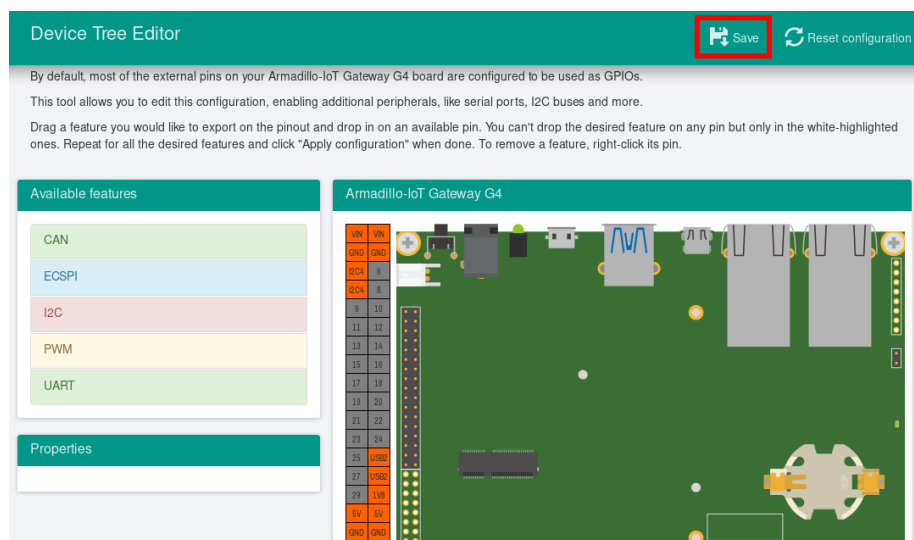 Device Tree Editor
Save
Reset configuration
By default, most of the external pins on your Armadillo-IoT Gateway G4 board are configured to be used as GPIOs.
This tool allows you to edit this configuration, enabling additional peripherals, like serial ports, I2C buses and more.
Drag a feature you would like to export on the pinout and drop in on an available pin. You can't drop the desired feature on any pin but only in the white-highlighted
ones. Repeat for all the desired features and click "Apply configuration" when done. To remove a feature, right-click its pin.
Available features
CAN
ECSPI
I2C
PWM
UART
Properties
Armadillo-IoT Gateway G4
VIN VIN
GND GND
I2C4 6
I2C4 8
9 10
11 12
13 14
15 16
17 18
19 20
21 22
23 24
25 USB2
27 USB2
29 1V8
5V 5V
GND GND